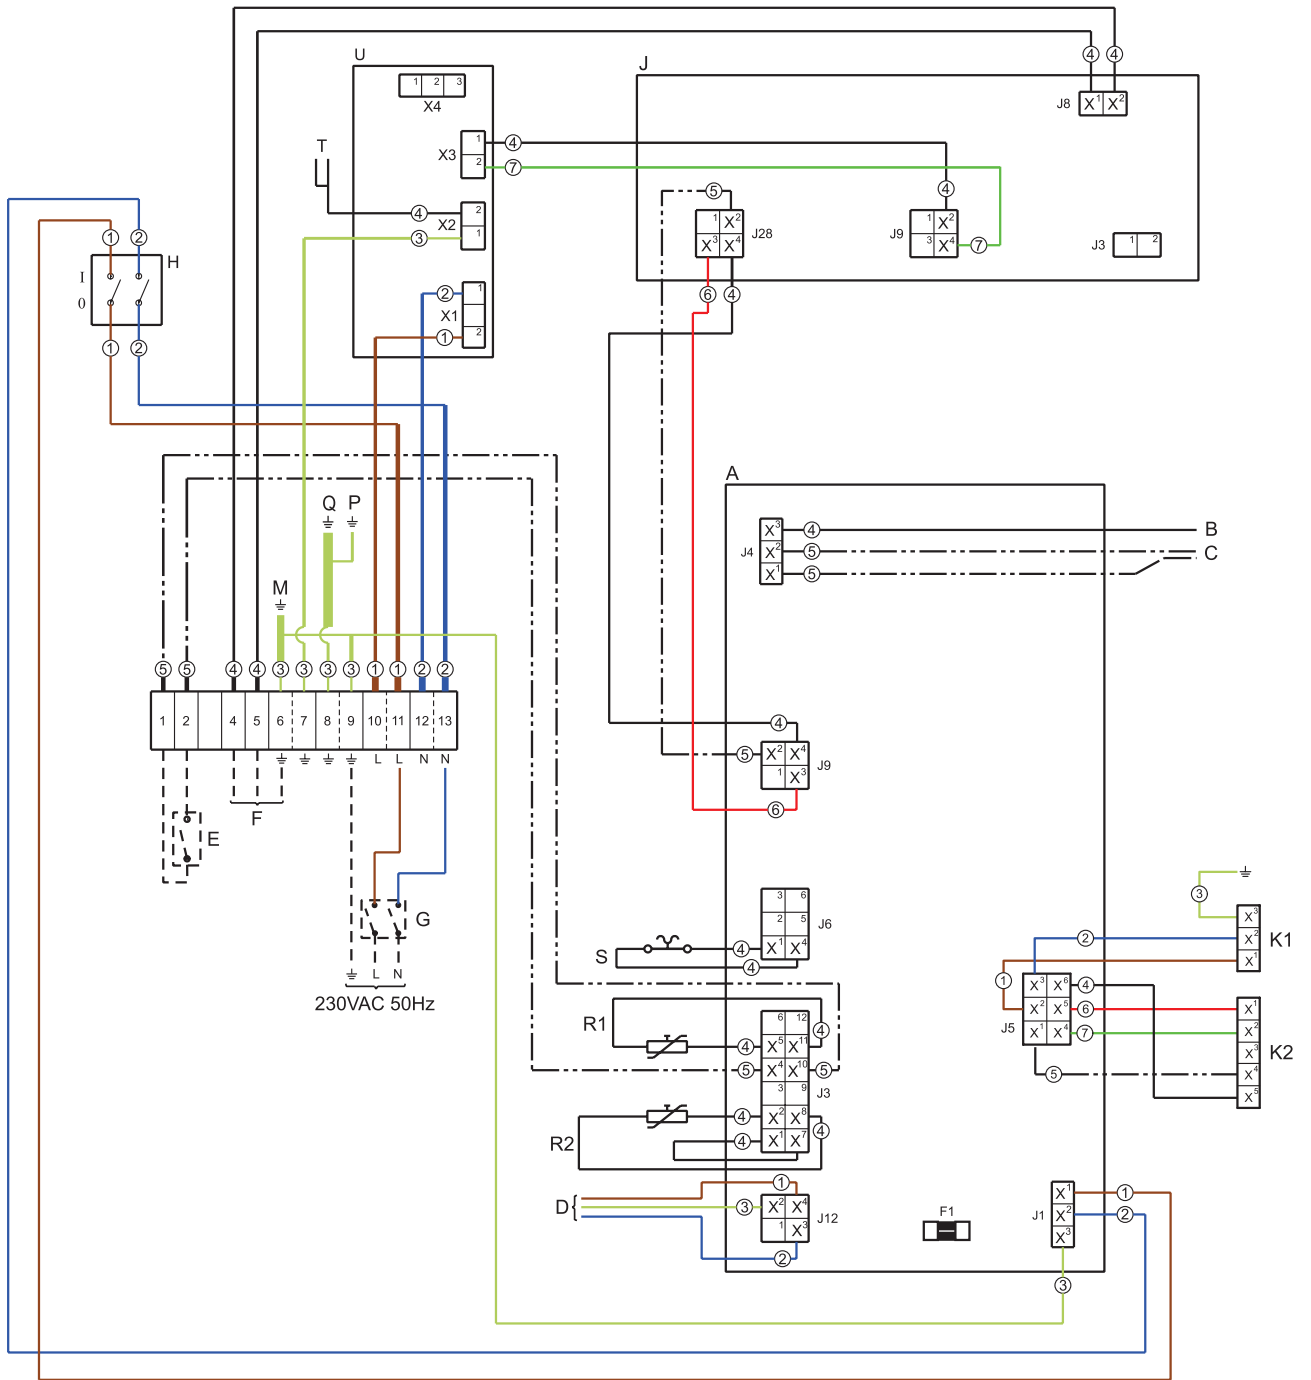 U
J
④ ④
J8 X1 X2
1 2 3
X4
T
X3 1 2
④
⑦
④ X2 2
③ 1
② X1 1
① 2
⑤
1 X2
X3 X4 J28
⑥ ④
④
J9 1 X2
3 X4 ⑦
J3 1 2
① ② H
I
0
① ②
Q P
M
A
J4 X3 ④ B
X2 ⑤ C
X1 ⑤
⑤ ⑤ ④ ④ ③ ③ ③ ③ ① ① ② ②
1 2 4 5 6 7 8 9 10 11 12 13
L L N N
④
⑤ X2 X4 J9
1 X3
⑥
F
E
G
L N
230VAC 50Hz
3 6
2 5 J6
S ④ X1 X4
④
③
X3
② X2 K1
X1
①
X3 X6 ④
J5 X2 X5 ⑥
X1 X4 ⑦
⑤
X1
X2
X3 K2
X4
X5
R1
6 12 ④
④ X5 X11
⑤ X4 X10 ⑤
3 9 J3
④ X2 X8
R2 ④ X1 X7 ④
①
D { ③ X2 X4 J12
1 X3
②
F1
J1 X1 ①
X2 ②
X3
③